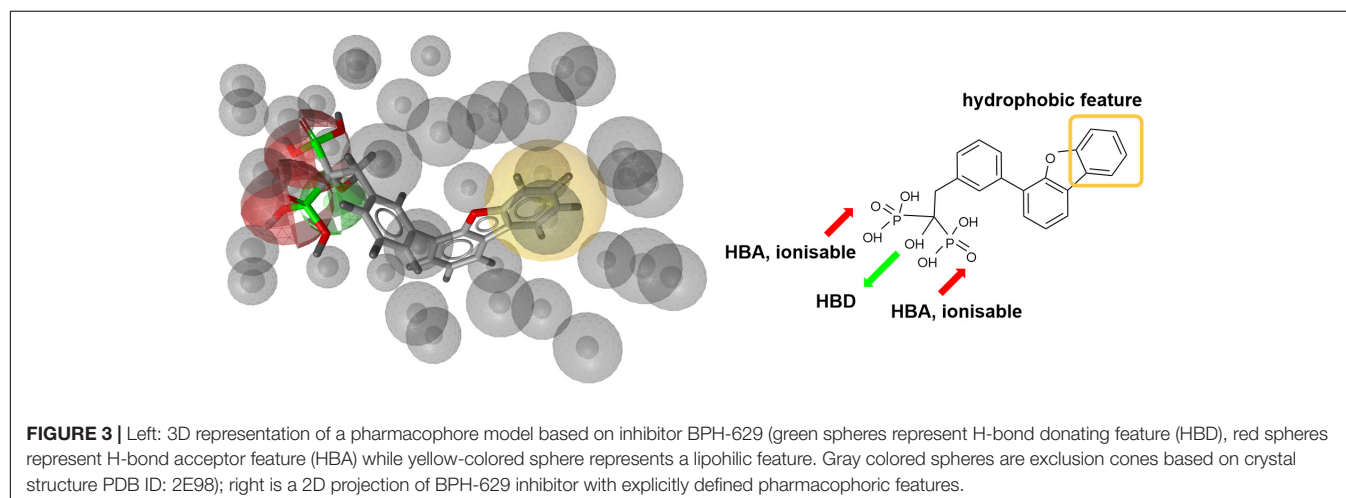 hydrophobic feature
O
OH
O
P
OH
P
OH
OH
OH
O
HBA, ionisable
HBD
HBA, ionisable
FIGURE 3 | Left: 3D representation of a pharmacophore model based on inhibitor BPH-629 (green spheres represent H-bond donating feature (HBD), red spheres
represent H-bond acceptor feature (HBA) while yellow-colored sphere represents a lipohilic feature. Gray colored spheres are exclusion cones based on crystal
structure PDB ID: 2E98); right is a 2D projection of BPH-629 inhibitor with explicitly defined pharmacophoric features.